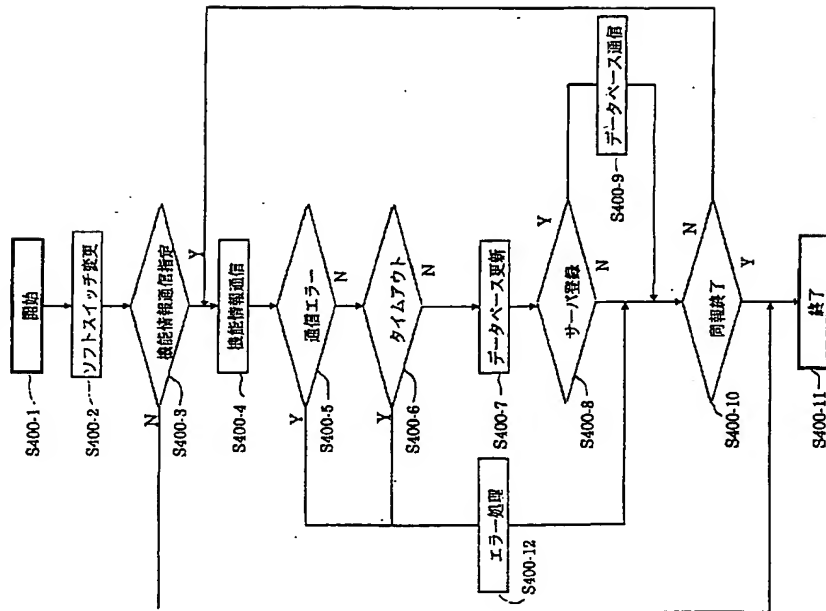 開始
S400-1
ソフトスイッチ変更
S400-2
機能情報通信指定
S400-3
N
Y
機能情報通信
S400-4
通信エラー
S400-5
Y
N
タイムアウト
S400-6
Y
N
データベース更新
S400-7
サーバ登録
S400-8
Y
N
データベース通信
S400-9
エラー処理
S400-12
同報終了
S400-10
N
Y
終了
S400-11